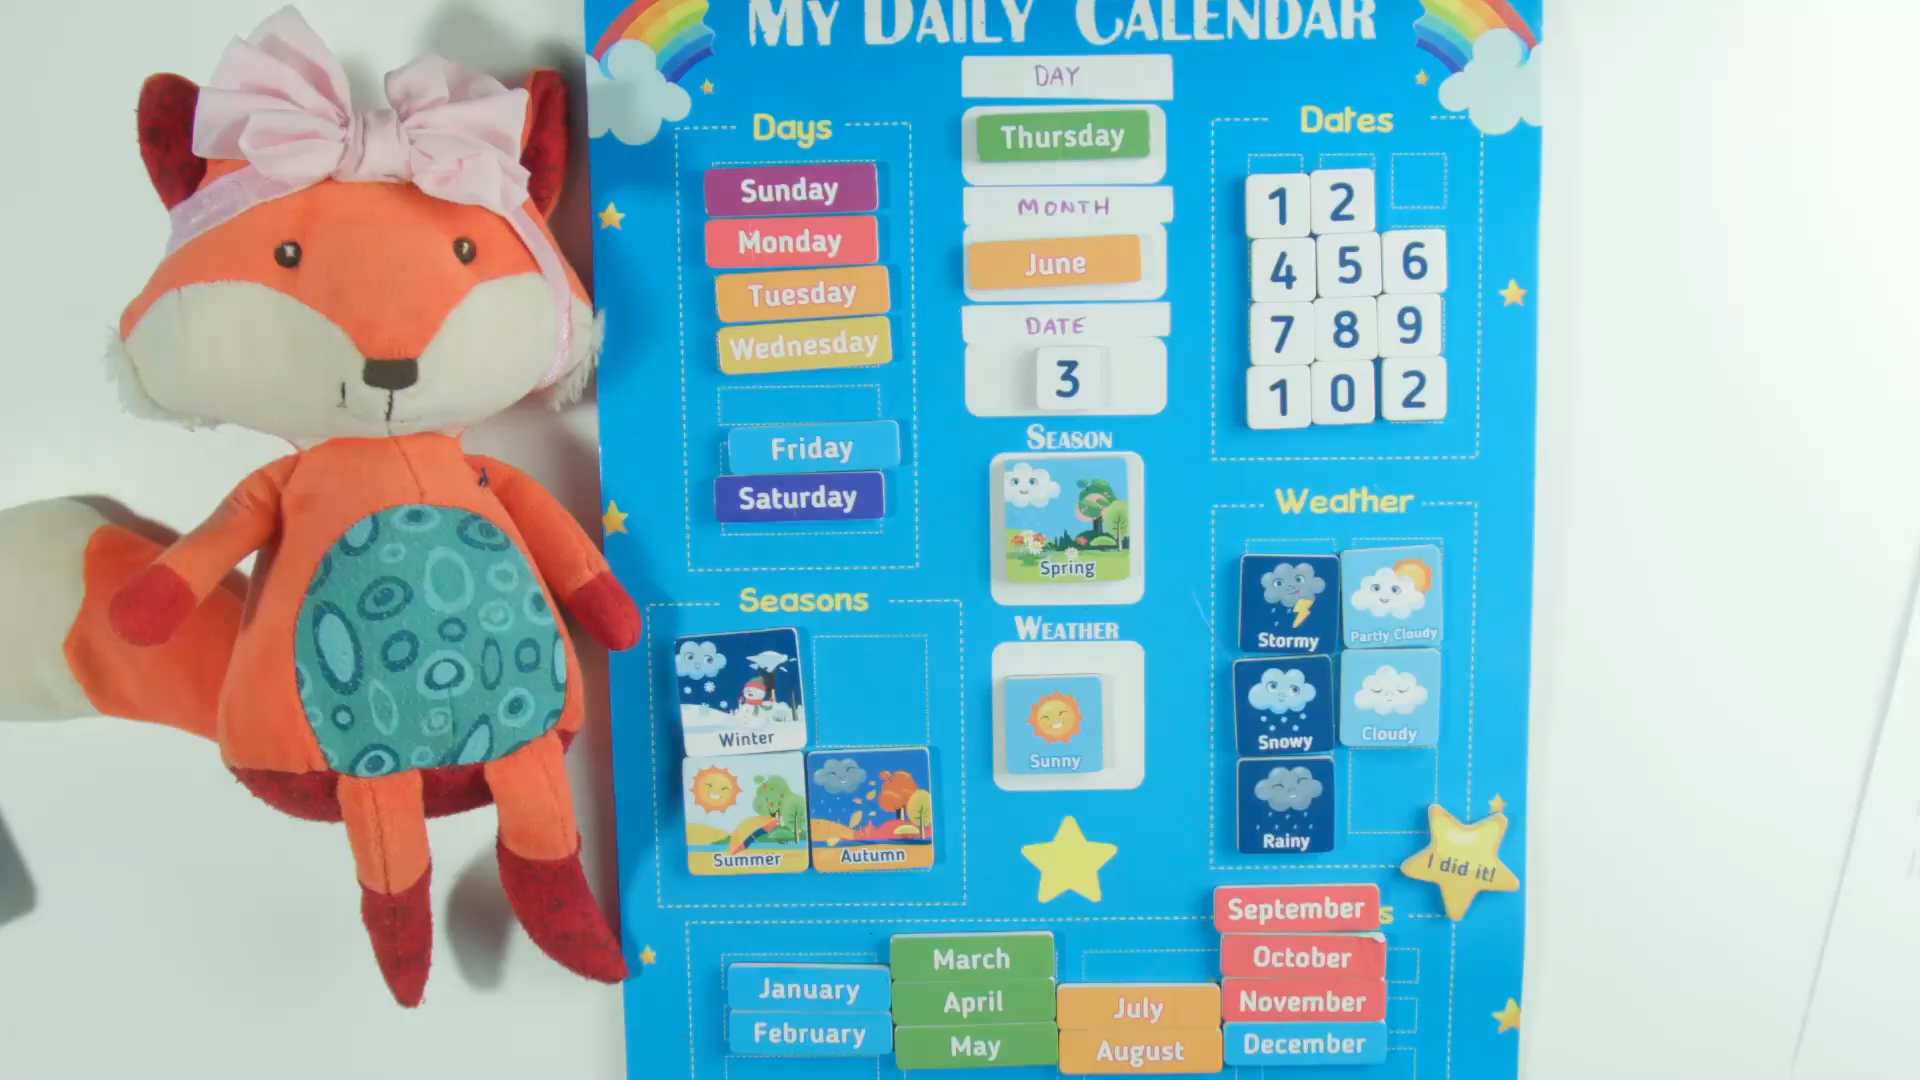 MY DAILY CALENDAR
DAY
Thursday
MONTH
June
DATE
3
SEASON
Spring
WEATHER
Sunny
Days
Sunday
Monday
Tuesday
Wednesday
Friday
Saturday
Seasons
Winter
Summer
Autumn
Dates
1 2
4 5 6
7 8 9
1 0 2
Weather
Stormy
Partly Cloudy
Snowy
Cloudy
Rainy
I did it!
s
January
February
March
April
May
July
August
September
October
November
December